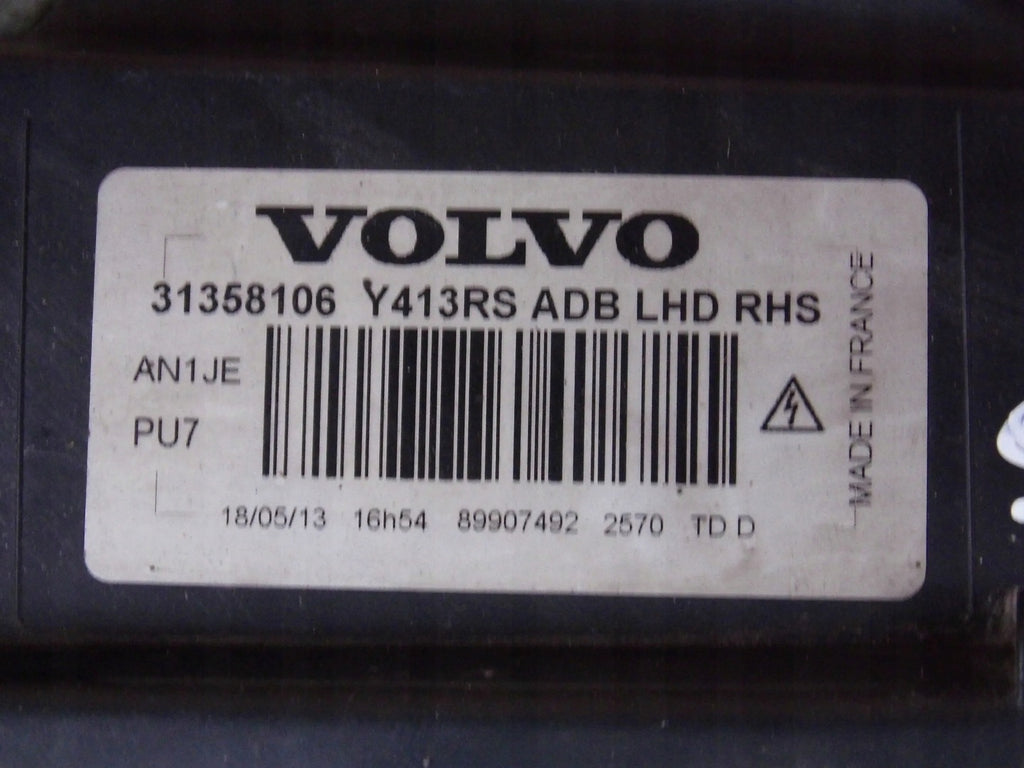 VOLVO
31358106 Y413RS ADB LHD RHS
AN1JE
PU7
18/05/13 16h54 89907492 2570 TD D
MADE IN FRANCE